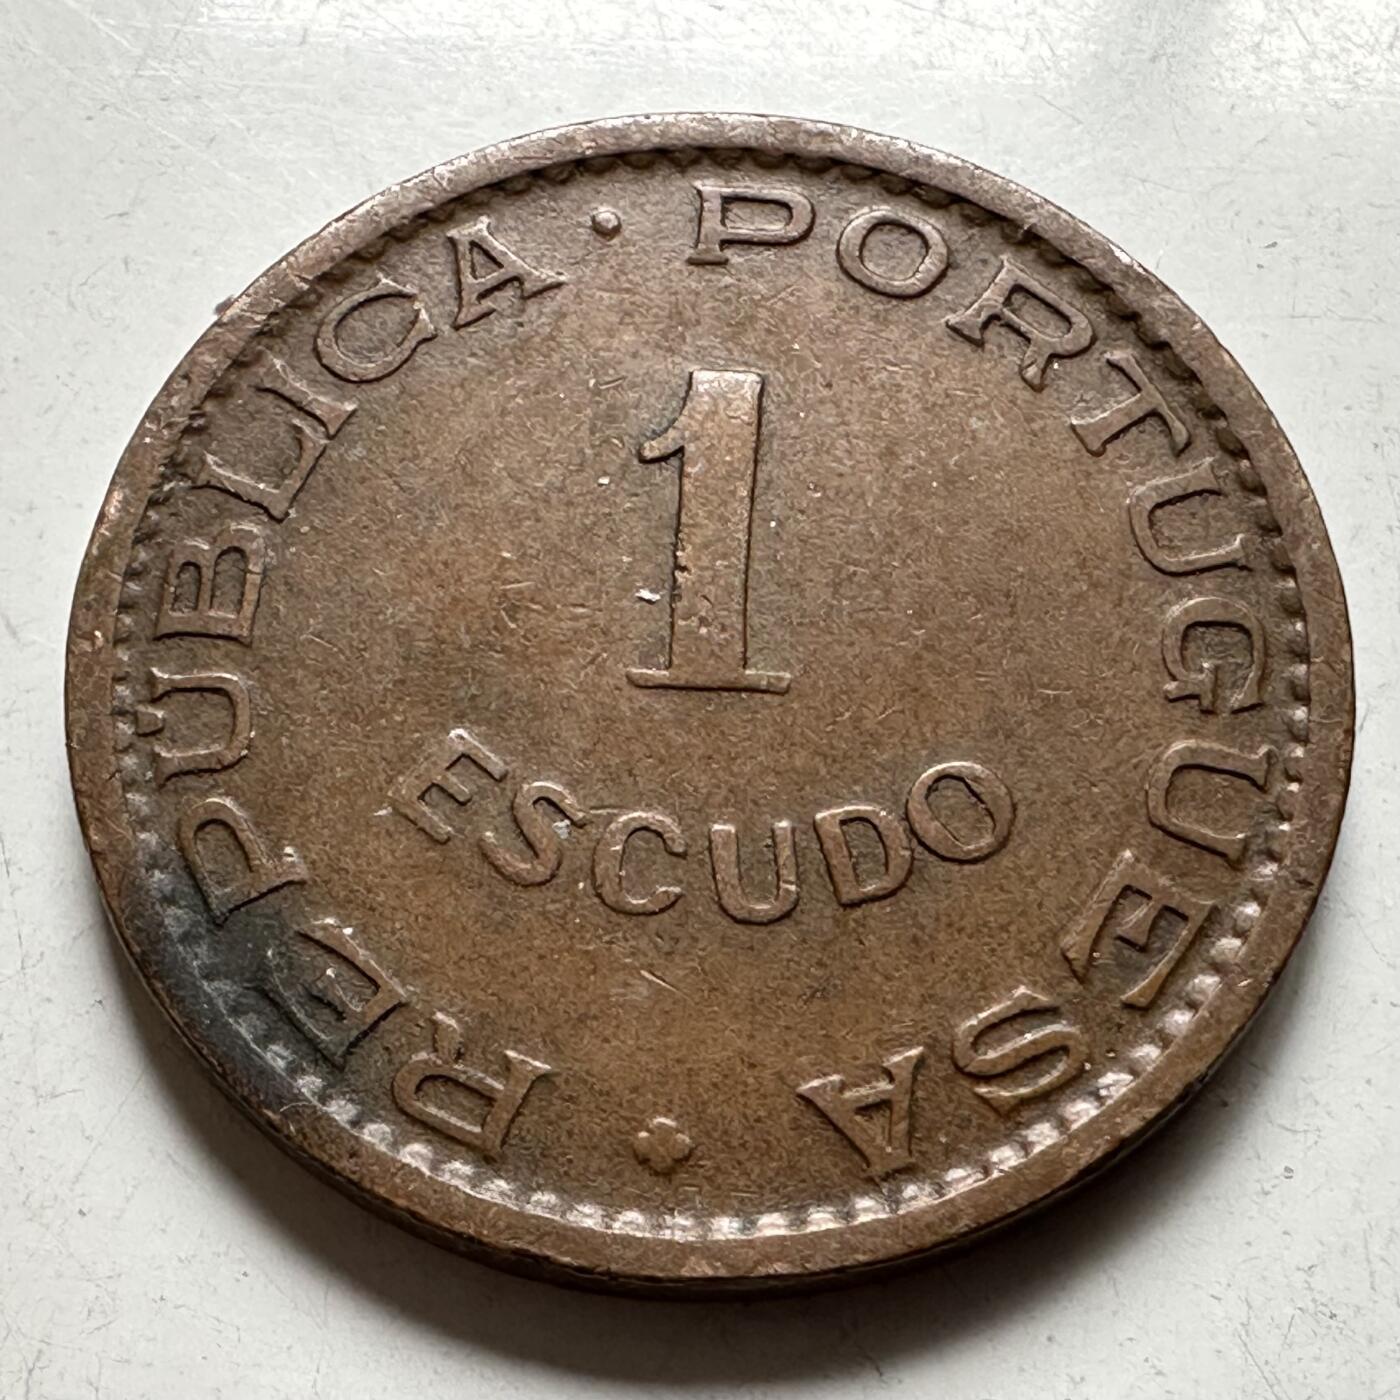 REPÚBLICA · PORTUGUESA
1
ESCUDO